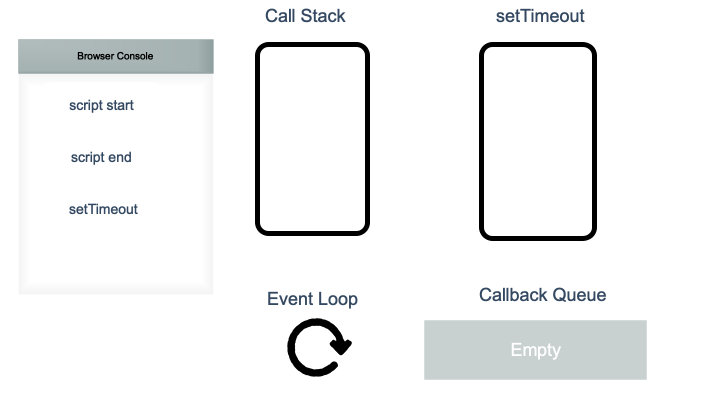 Call Stack
setTimeout
Browser Console
script start
script end
setTimeout
Event Loop
Callback Queue
Empty